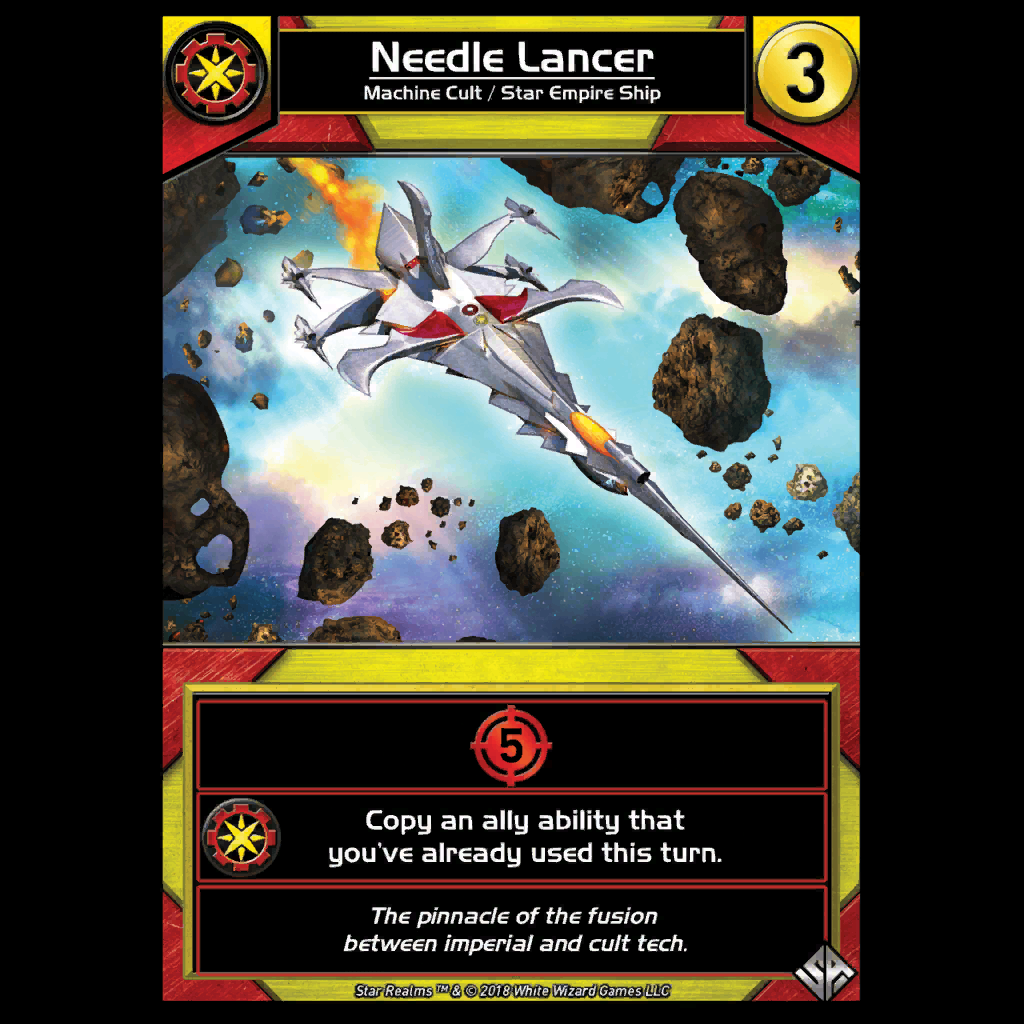 Needle Lancer
Machine Cult / Star Empire Ship
3
5
Copy an ally ability that
you've already used this turn.
The pinnacle of the fusion
between imperial and cult tech.
Star Realms ™ & © 2018 White Wizard Games LLC